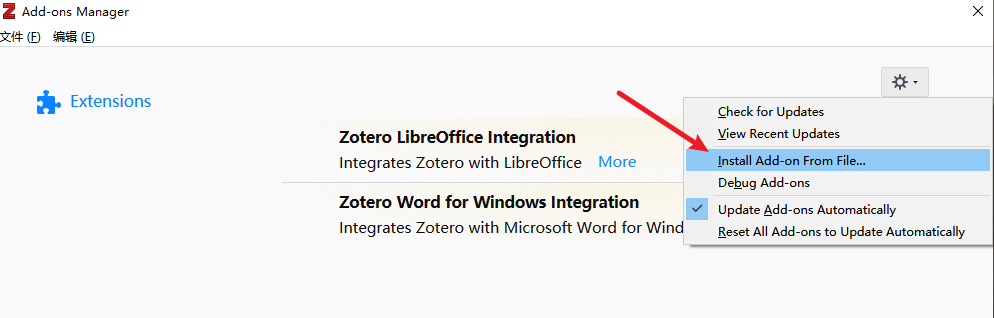 Add-ons Manager
文件 (F) 编辑 (E)
Extensions
Zotero LibreOffice Integration
Integrates Zotero with LibreOffice More
Zotero Word for Windows Integration
Integrates Zotero with Microsoft Word for Wind
Check for Updates
View Recent Updates
Install Add-on From File...
Debug Add-ons
Update Add-ons Automatically
Reset All Add-ons to Update Automatically